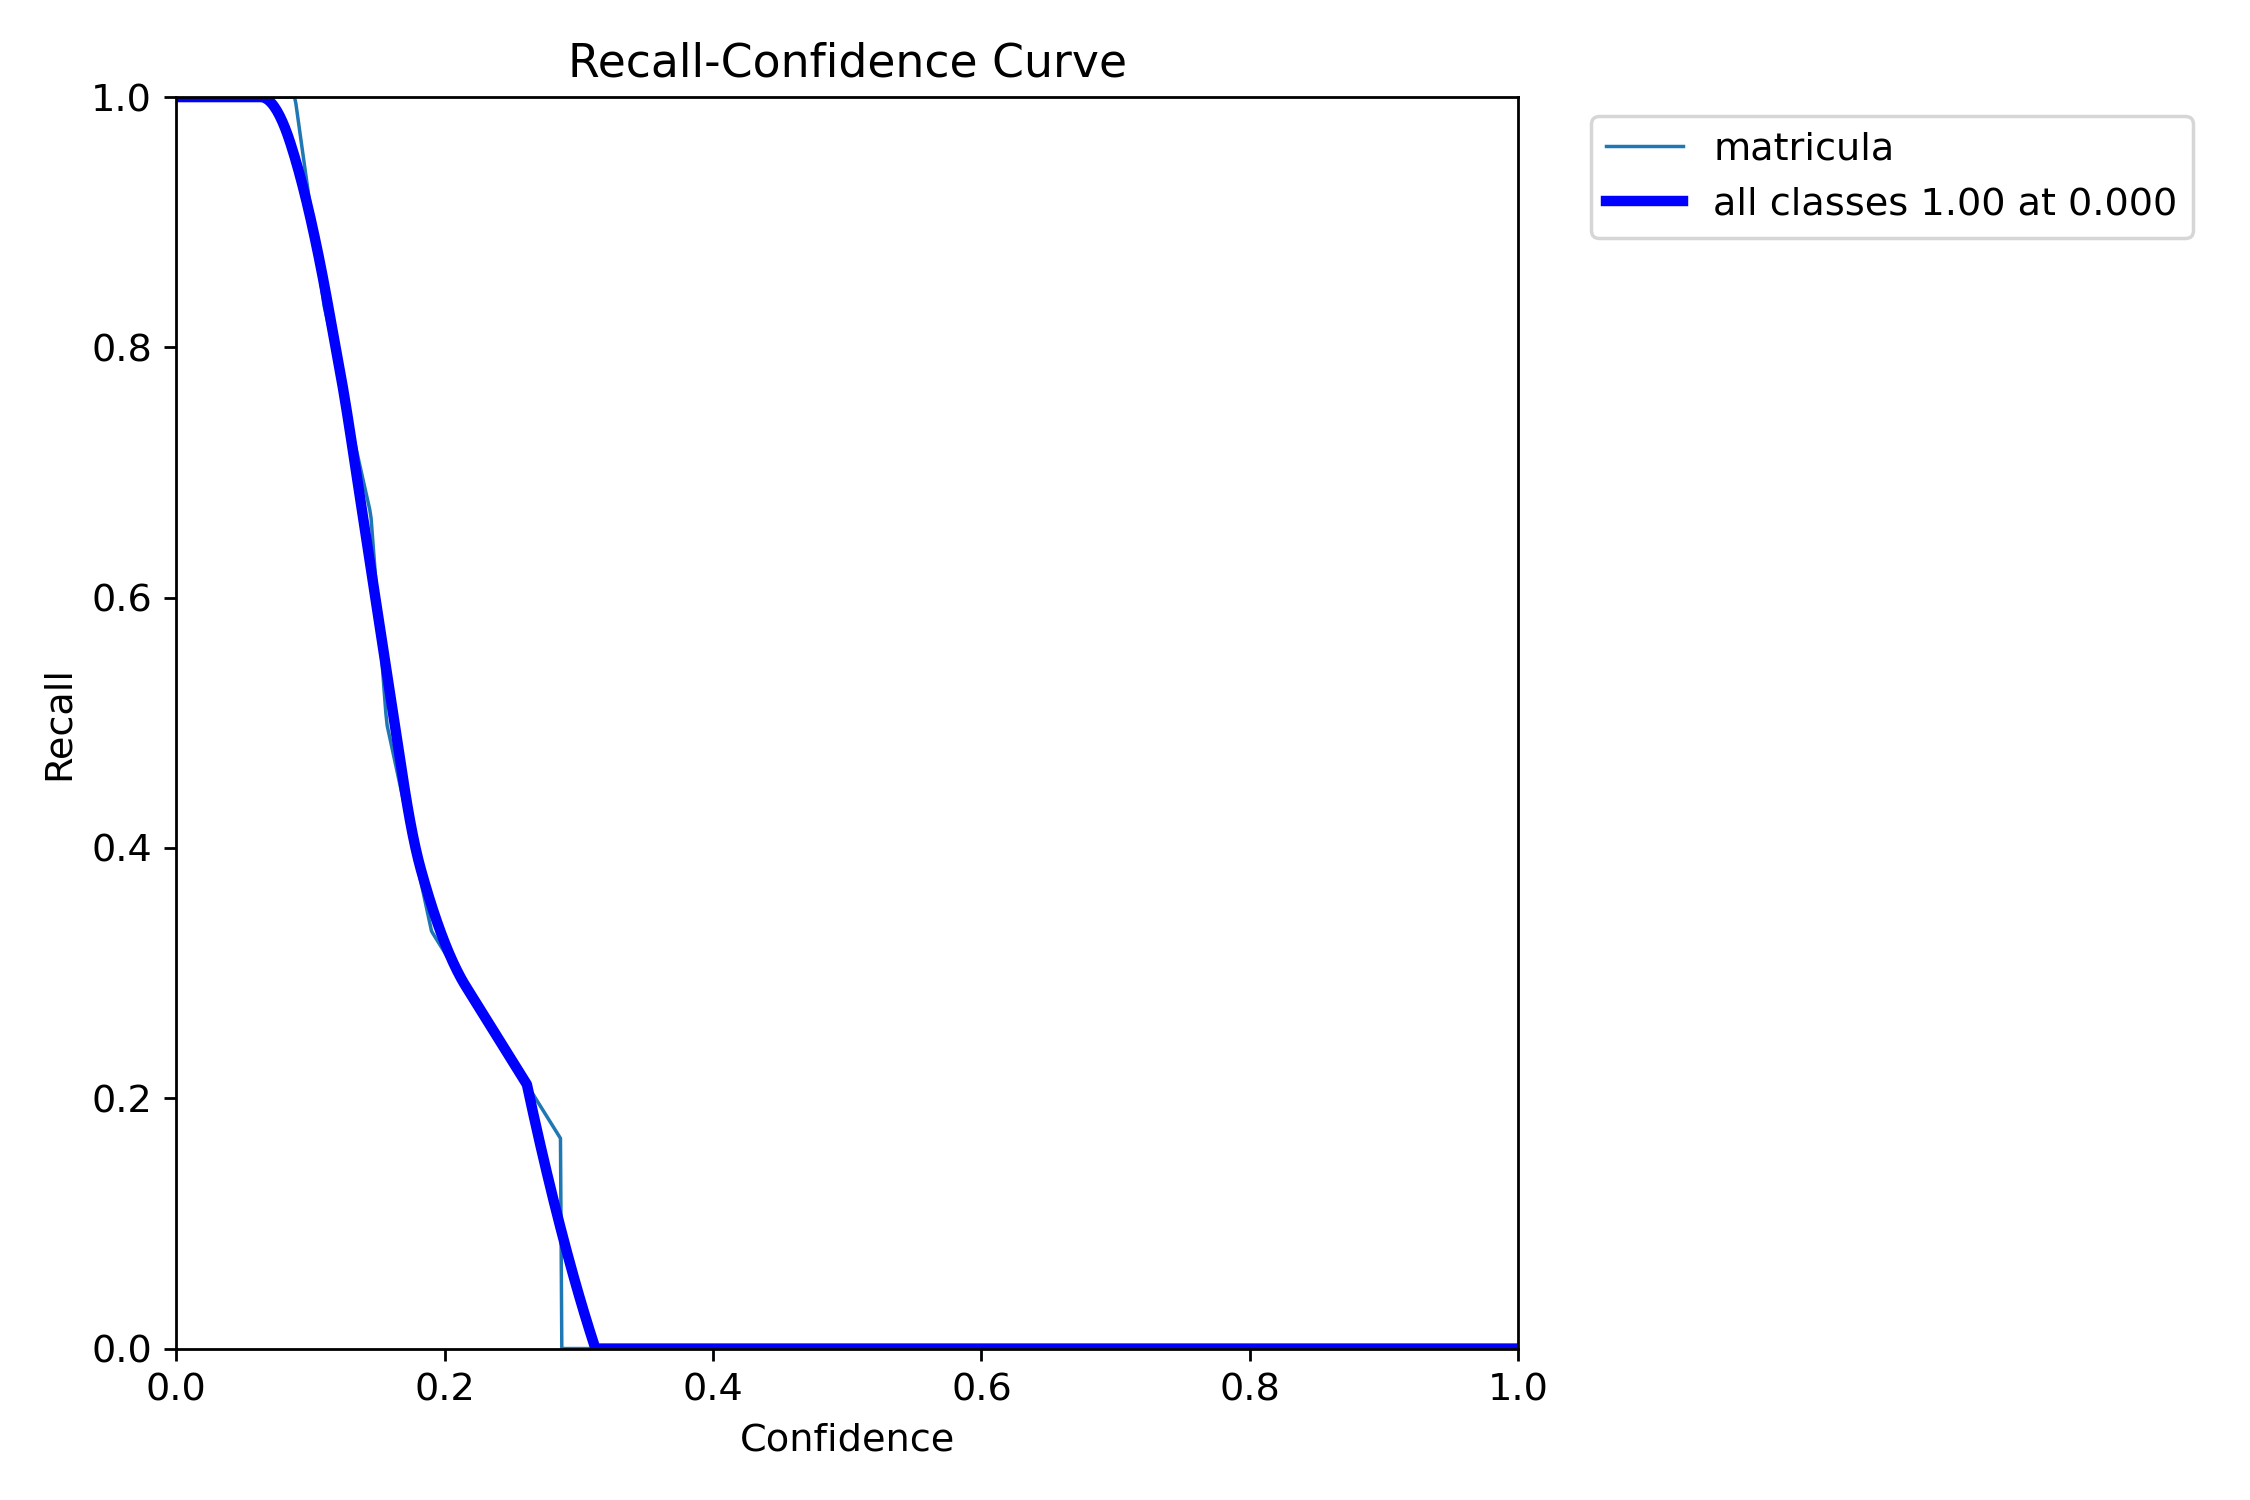 Recall-Confidence Curve
1.0
0.8
0.6
0.4
0.2
0.0
Recall
0.0 0.2 0.4 0.6 0.8 1.0
Confidence
matricula
all classes 1.00 at 0.000